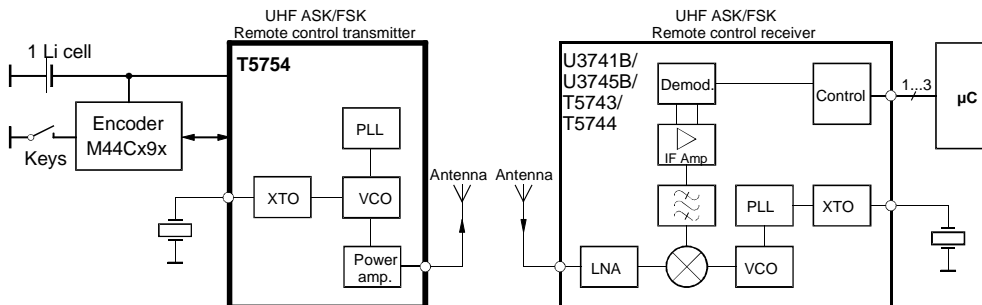 UHF ASK/FSK
Remote control transmitter
1 Li cell
T5754
Encoder
M44Cx9x
Keys
PLL
XTO
VCO
Power
amp.
Antenna
Antenna
UHF ASK/FSK
Remote control receiver
U3741B/
U3745B/
T5743/
T5744
Demod.
Control
1...3
µC
IF Amp
PLL
XTO
LNA
VCO